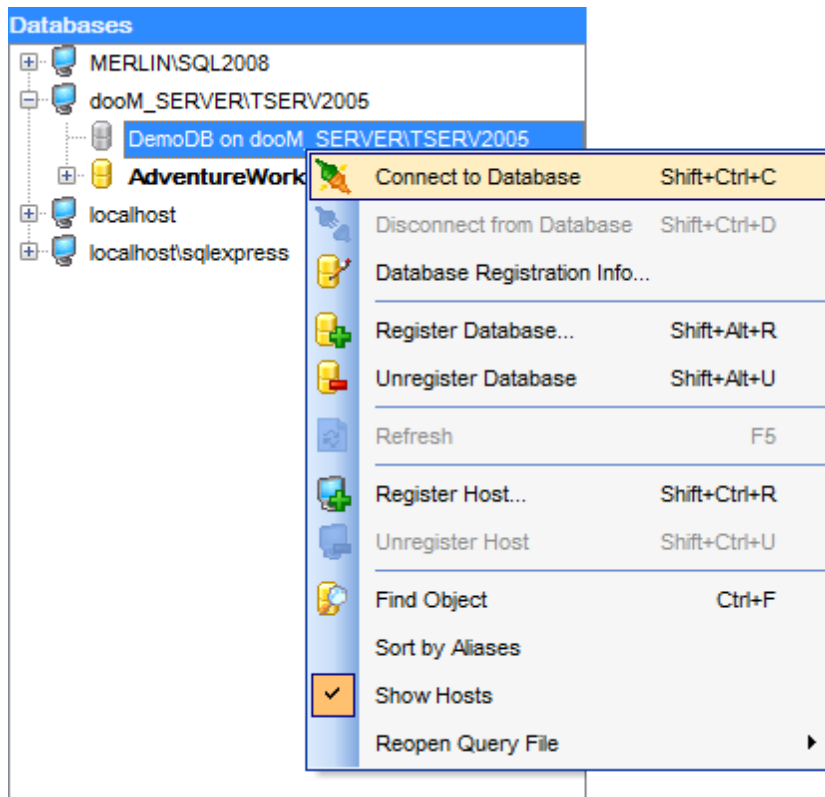 Databases
MERLIN\SQL2008
dooM_SERVER\TSERV2005
DemoDB on dooM_SERVER\TSERV2005
AdventureWork
localhost
localhost\sqlexpress
Connect to Database Shift+Ctrl+C
Disconnect from Database Shift+Ctrl+D
Database Registration Info...
Register Database... Shift+Alt+R
Unregister Database Shift+Alt+U
Refresh F5
Register Host... Shift+Ctrl+R
Unregister Host Shift+Ctrl+U
Find Object Ctrl+F
Sort by Aliases
Show Hosts
Reopen Query File